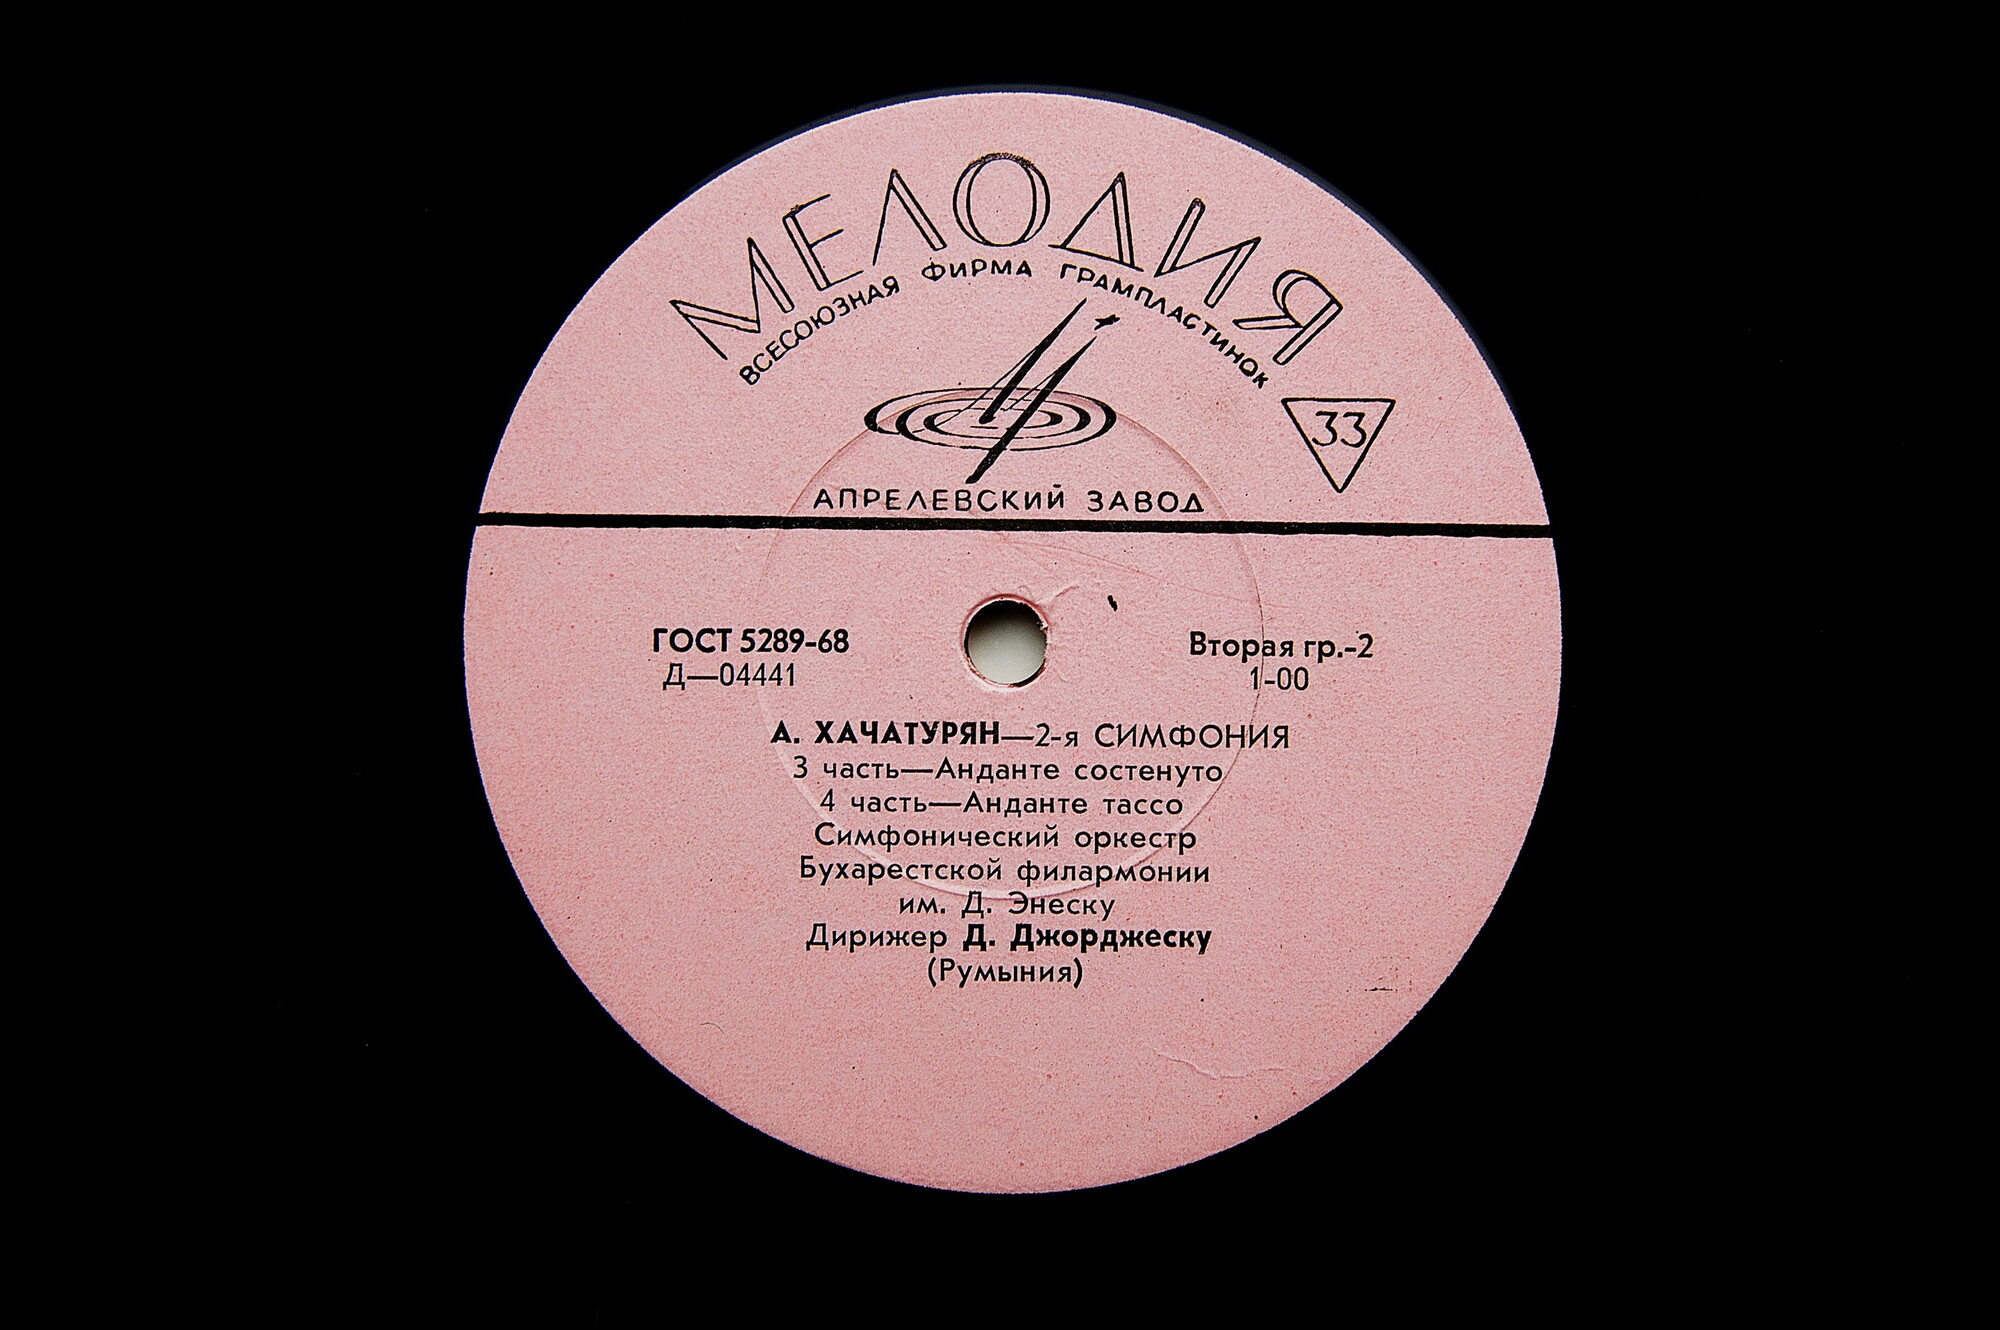 МЕЛОДИЯ
ВСЕСОЮЗНАЯ ФИРМА ГРАМПЛАСТИНОК
33
АПРЕЛЕВСКИЙ ЗАВОД
ГОСТ 5289-68
Д—04441
Вторая гр.-2
1-00
А. ХАЧАТУРЯН—2-я СИМФОНИЯ
3 часть—Анданте состенуто
4 часть—Анданте тассо
Симфонический оркестр
Бухарестской филармонии
им. Д. Энеску
Дирижер Д. Джорджеску
(Румыния)